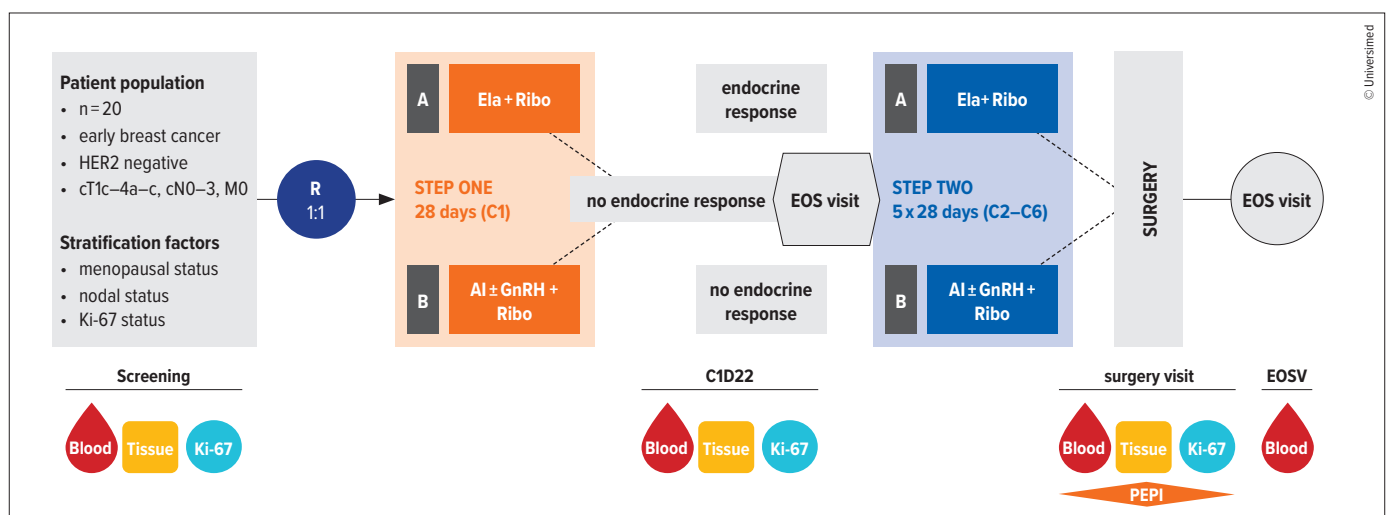 © Universimed
Patient population
• n = 20
• early breast cancer
• HER2 negative
• cT1c–4a–c, cN0–3, M0
Stratification factors
• menopausal status
• nodal status
• Ki-67 status
R
1:1
A
Ela + Ribo
STEP ONE
28 days (C1)
B
AI ± GnRH +
Ribo
endocrine
response
no endocrine response
EOS visit
no endocrine
response
A
Ela+ Ribo
STEP TWO
5 x 28 days (C2–C6)
B
AI ± GnRH +
Ribo
SURGERY
EOS visit
Screening
Blood
Tissue
Ki-67
C1D22
Blood
Tissue
Ki-67
surgery visit
Blood
Tissue
Ki-67
PEPI
EOSV
Blood